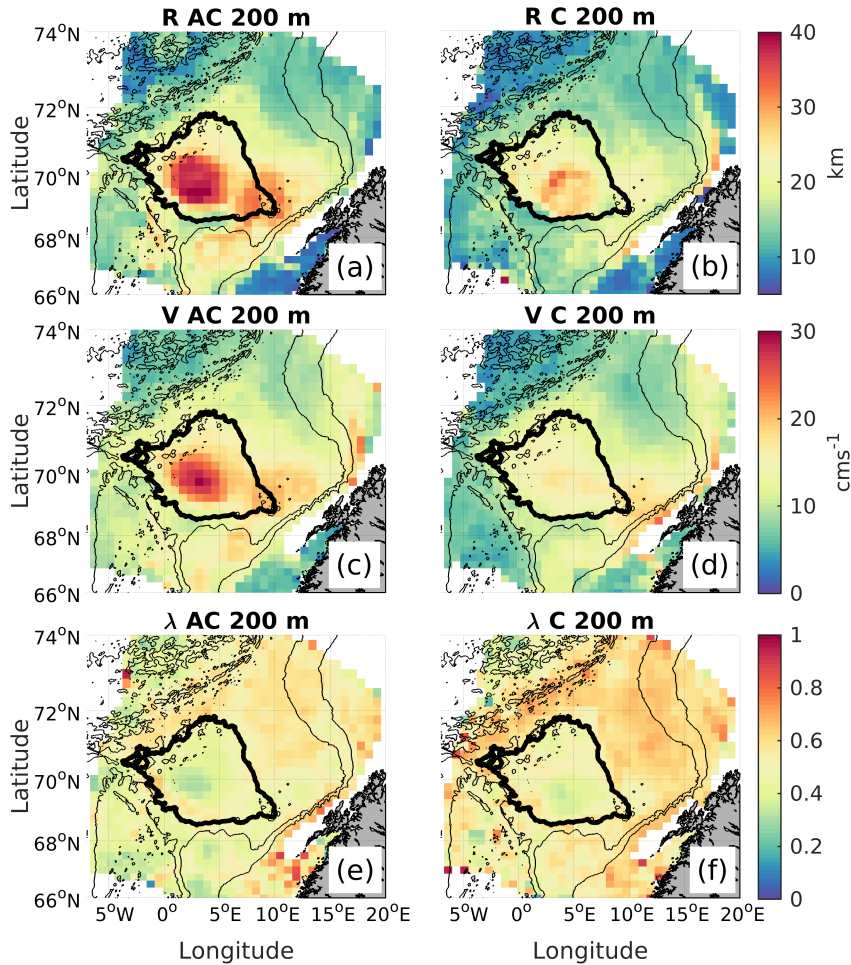 R AC 200 m R C 200 m
74°N
72°N
70°N
68°N
66°N
Latitude
(a)
(b)
40
30
20
10
km
V AC 200 m V C 200 m
74°N
72°N
70°N
68°N
66°N
Latitude
(c)
(d)
30
20
10
0
cms⁻¹
λ AC 200 m λ C 200 m
74°N
72°N
70°N
68°N
66°N
Latitude
(e)
(f)
1
0.8
0.6
0.4
0.2
0
5°W 0° 5°E 10°E 15°E 20°E
5°W 0° 5°E 10°E 15°E 20°E
Longitude Longitude